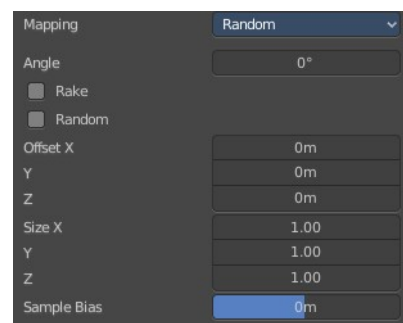 Mapping Random
Angle 0°
Rake
Random
Offset X 0m
Y 0m
Z 0m
Size X 1.00
Y 1.00
Z 1.00
Sample Bias 0m